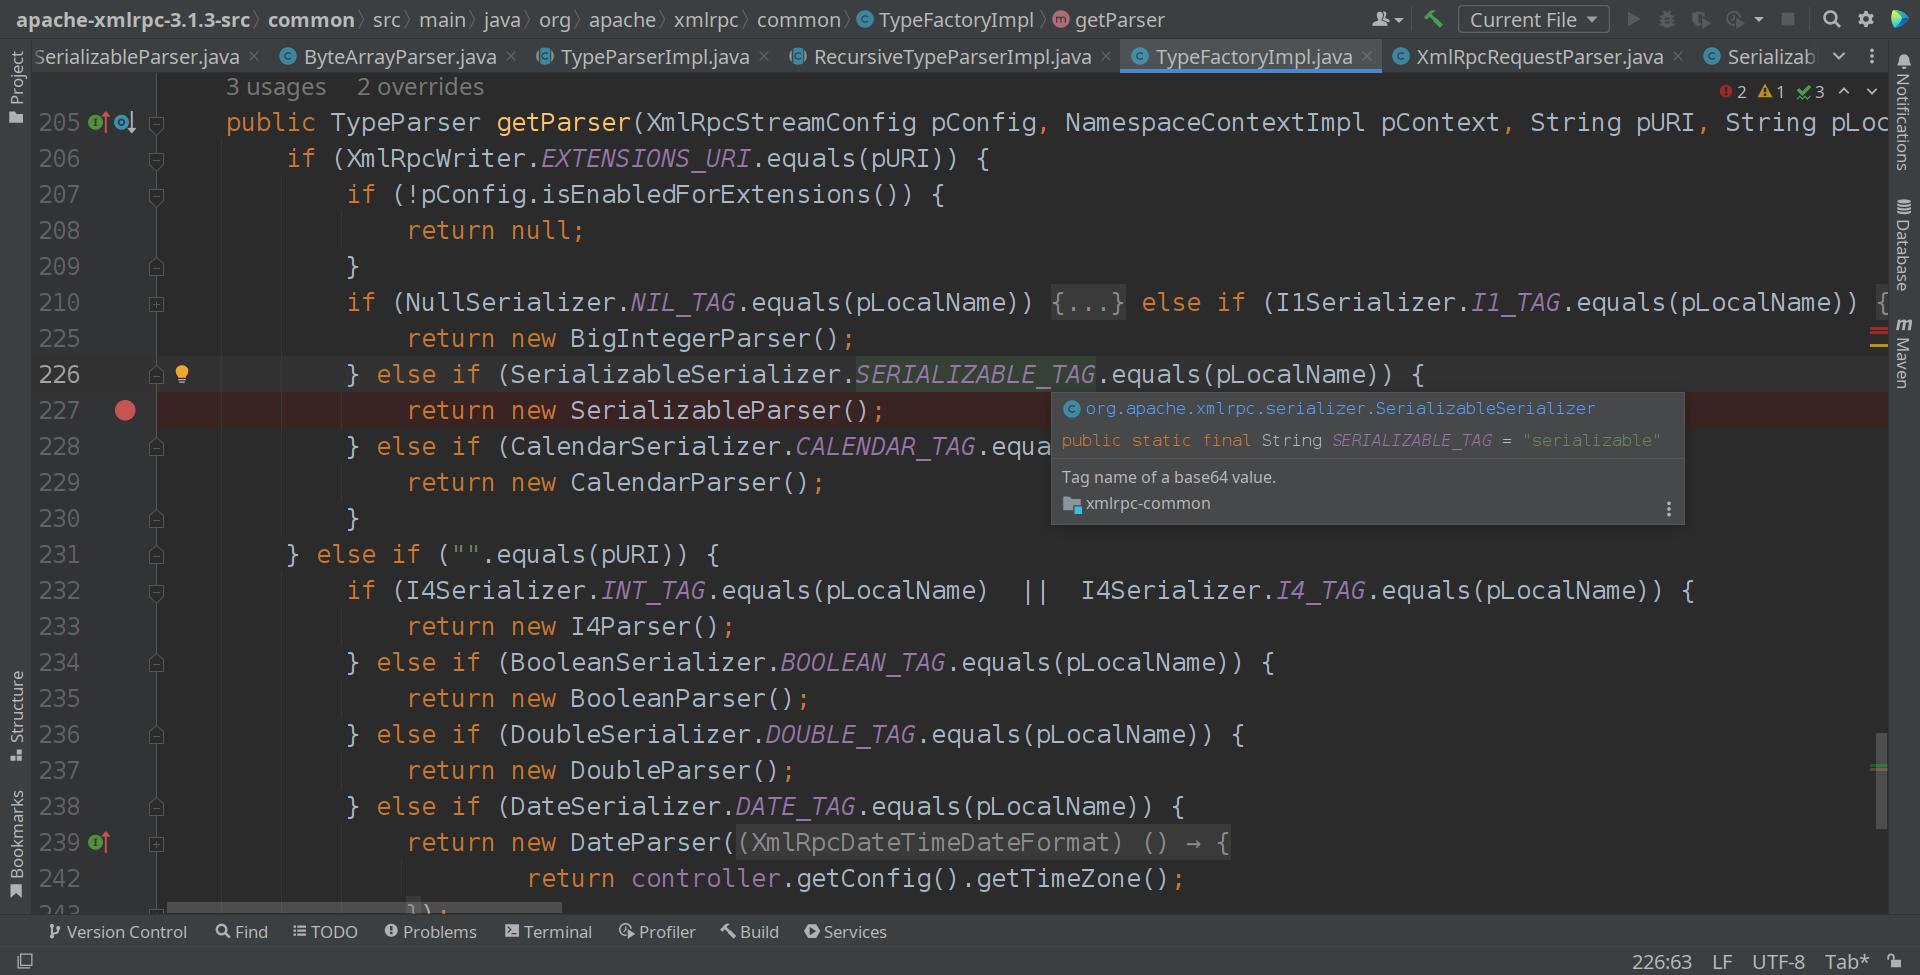 apache-xmlrpc-3.1.3-src common src main java org apache xmlrpc common TypeFactoryImpl getParser Current File
SerializableParser.java ByteArrayParser.java TypeParserImpl.java RecursiveTypeParserImpl.java TypeFactoryImpl.java XmlRpcRequestParser.java Serializab
3 usages 2 overrides
2 1 3
205 public TypeParser getParser(XmlRpcStreamConfig pConfig, NamespaceContextImpl pContext, String pURI, String pLoc
206 if (XmlRpcWriter.EXTENSIONS_URI.equals(pURI)) {
207 if (!pConfig.isEnabledForExtensions()) {
208 return null;
209 }
210 if (NullSerializer.NIL_TAG.equals(pLocalName)) {...} else if (I1Serializer.I1_TAG.equals(pLocalName)) {
225 return new BigIntegerParser();
226 } else if (SerializableSerializer.SERIALIZABLE_TAG.equals(pLocalName)) {
227 return new SerializableParser();
228 } else if (CalendarSerializer.CALENDAR_TAG.equa
229 return new CalendarParser();
230 }
231 } else if ("".equals(pURI)) {
232 if (I4Serializer.INT_TAG.equals(pLocalName) || I4Serializer.I4_TAG.equals(pLocalName)) {
233 return new I4Parser();
234 } else if (BooleanSerializer.BOOLEAN_TAG.equals(pLocalName)) {
235 return new BooleanParser();
236 } else if (DoubleSerializer.DOUBLE_TAG.equals(pLocalName)) {
237 return new DoubleParser();
238 } else if (DateSerializer.DATE_TAG.equals(pLocalName)) {
239 return new DateParser((XmlRpcDateTimeDateFormat) () → {
242 return controller.getConfig().getTimeZone();
243 });
org.apache.xmlrpc.serializer.SerializableSerializer
public static final String SERIALIZABLE_TAG = "serializable"
Tag name of a base64 value.
xmlrpc-common
Project
Structure
Bookmarks
Notifications
Database
Maven
Version Control Find TODO Problems Terminal Profiler Build Services
226:63 LF UTF-8 Tab*